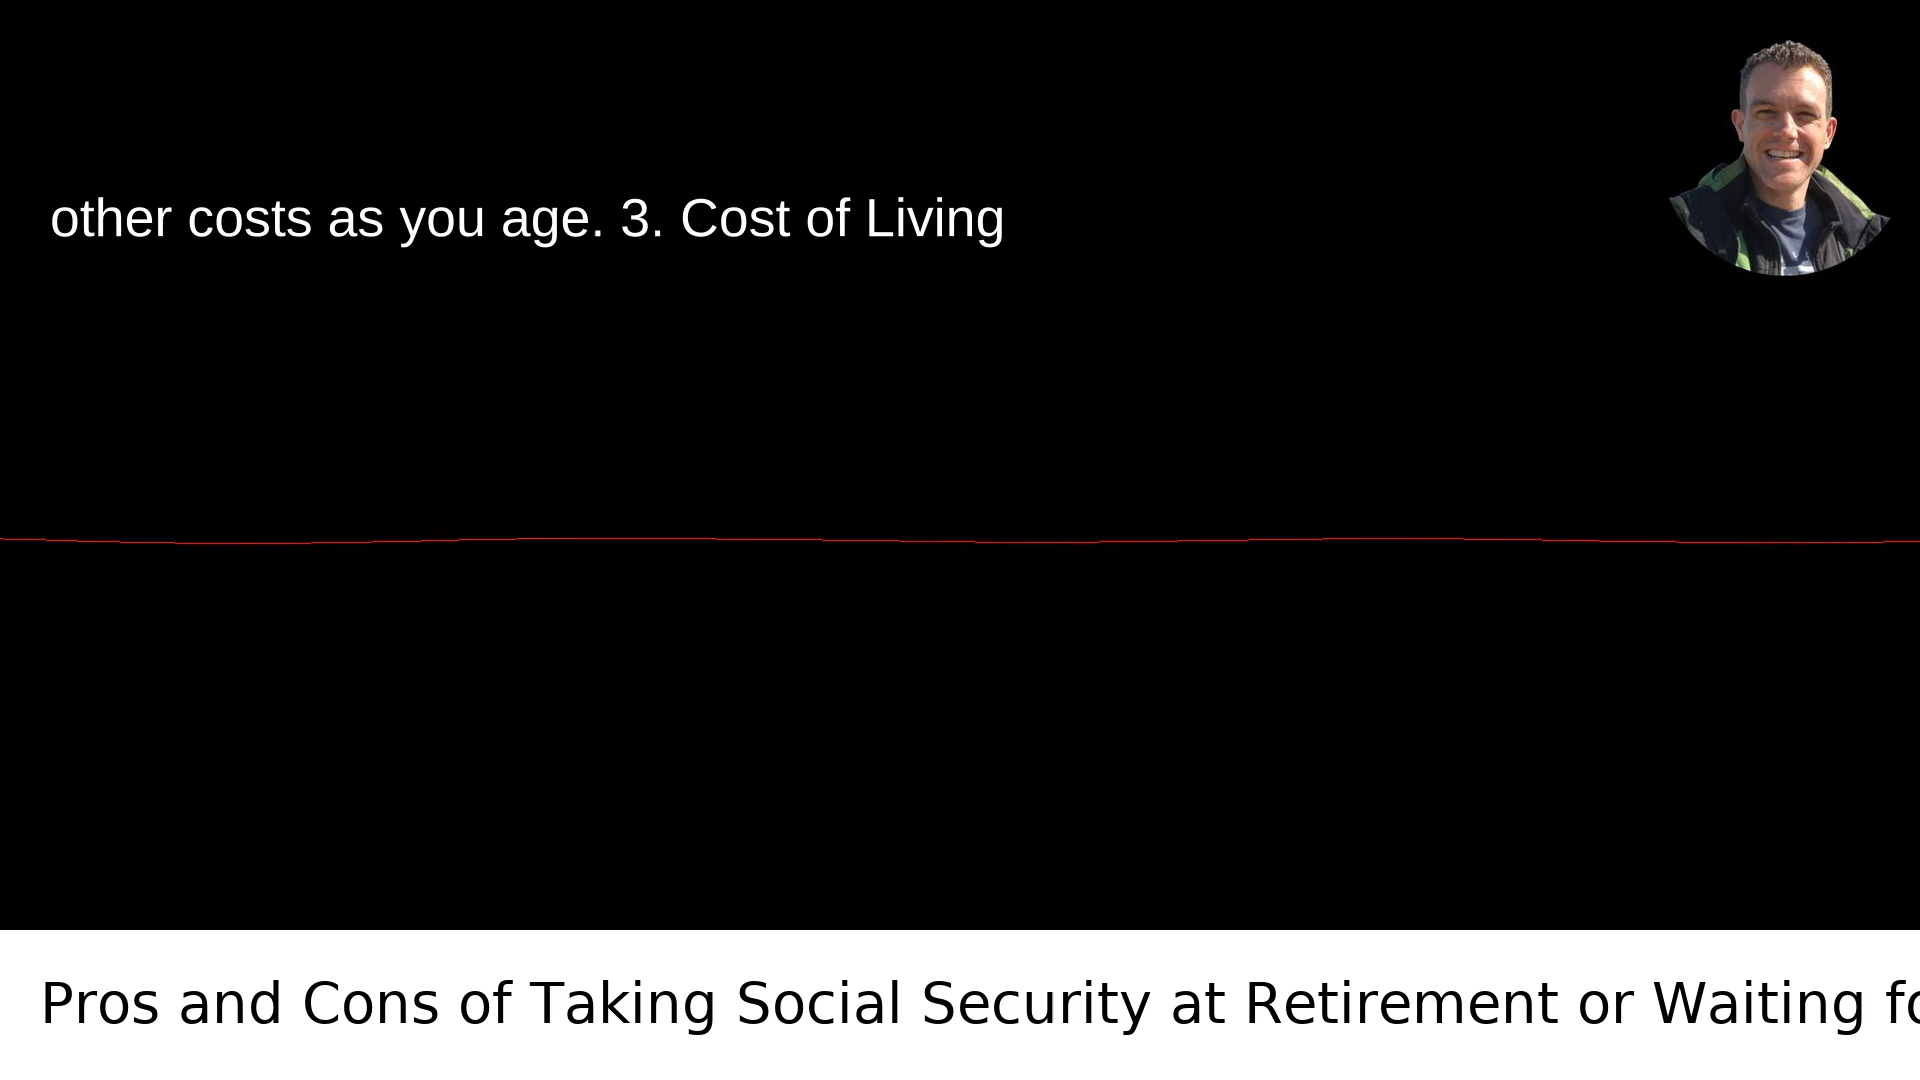 other costs as you age. 3. Cost of Living
Pros and Cons of Taking Social Security at Retirement or Waiting